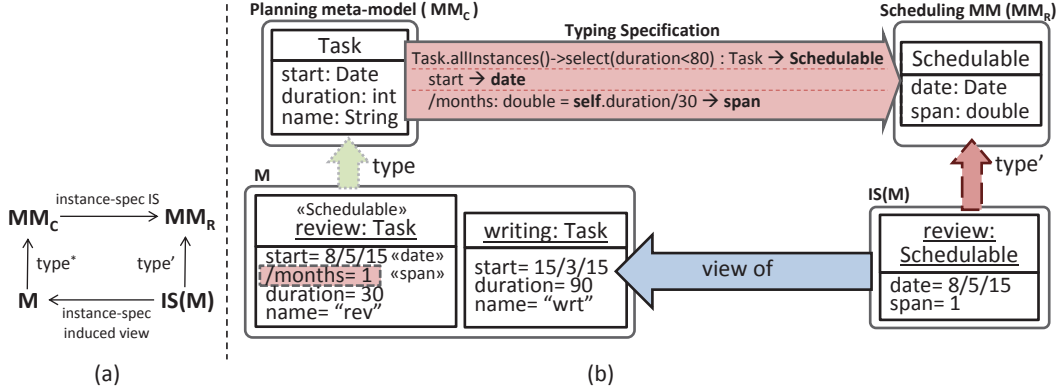 Planning meta-model ( MMC)
Scheduling MM (MMR)
Typing Specification
Task
start: Date
duration: int
name: String
Task.allInstances()->select(duration<80) : Task → Schedulable
start → date
/months: double = self.duration/30 → span
Schedulable
date: Date
span: double
type
type’
M
IS(M)
«Schedulable»
review: Task
start= 8/5/15 «date»
/months= 1 «span»
duration= 30
name= “rev”
writing: Task
start= 15/3/15
duration= 90
name= “wrt”
view of
review:
Schedulable
date= 8/5/15
span= 1
instance-spec IS
MMC
MMR
type*
type’
M
IS(M)
instance-spec
induced view
(a)
(b)